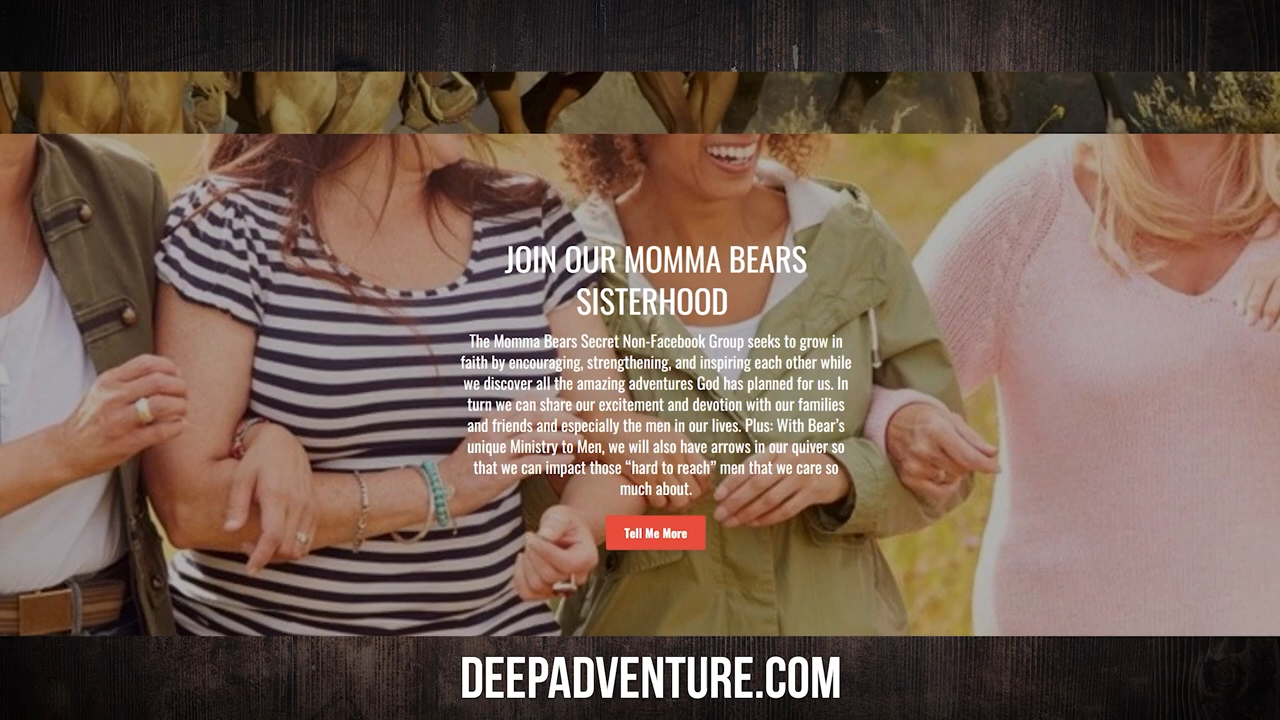 JOIN OUR MOMMA BEARS
SISTERHOOD
The Momma Bears Secret Non-Facebook Group seeks to grow in
faith by encouraging, strengthening, and inspiring each other while
we discover all the amazing adventures God has planned for us. In
turn we can share our excitement and devotion with our families
and friends and especially the men in our lives. Plus: With Bear’s
unique Ministry to Men, we will also have arrows in our quiver so
that we can impact those “hard to reach” men that we care so
much about.
Tell Me More
DEEPADVENTURE.COM